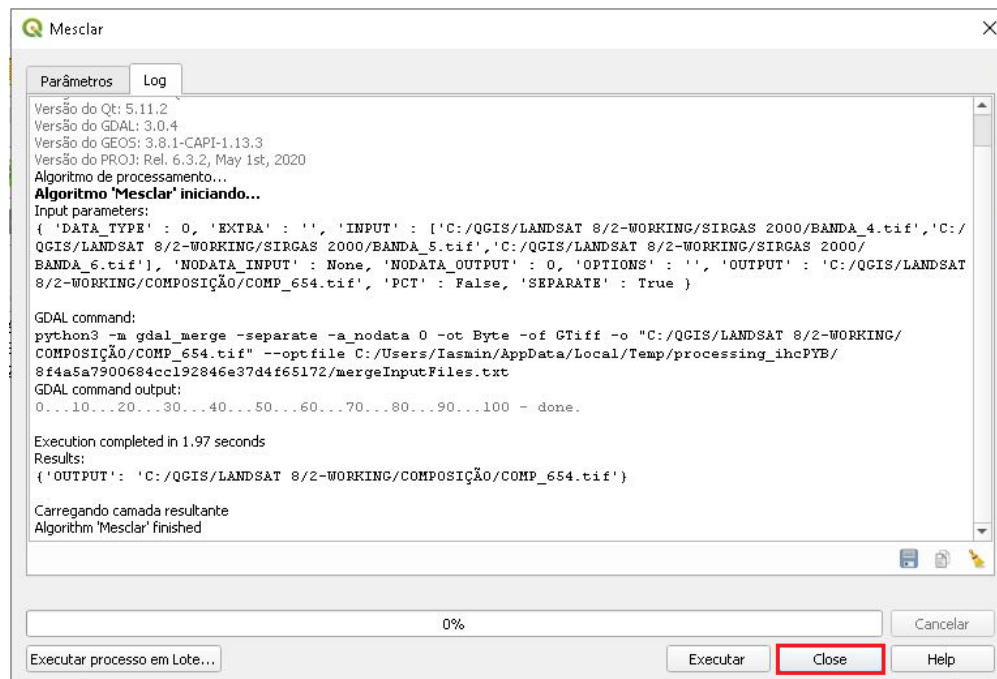 Mesclar
Parâmetros
Log
Versão do Qt: 5.11.2
Versão do GDAL: 3.0.4
Versão do GEOS: 3.8.1-CAPI-1.13.3
Versão do PROJ: Rel. 6.3.2, May 1st, 2020
Algoritmo de processamento...
Algoritmo 'Mesclar' iniciando...
Input parameters:
{ 'DATA_TYPE' : 0, 'EXTRA' : '', 'INPUT' : ['C:/QGIS/LANDSAT 8/2-WORKING/SIRGAS 2000/BANDA_4.tif','C:/
QGIS/LANDSAT 8/2-WORKING/SIRGAS 2000/BANDA_5.tif','C:/QGIS/LANDSAT 8/2-WORKING/SIRGAS 2000/
BANDA_6.tif'], 'NODATA_INPUT' : None, 'NODATA_OUTPUT' : 0, 'OPTIONS' : '', 'OUTPUT' : 'C:/QGIS/LANDSAT
8/2-WORKING/COMPOSIÇÃO/COMP_654.tif', 'PCT' : False, 'SEPARATE' : True }
GDAL command:
python3 -m gdal_merge -separate -a_nodata 0 -ot Byte -of GTiff -o "C:/QGIS/LANDSAT 8/2-WORKING/
COMPOSIÇÃO/COMP_654.tif" --optfile C:/Users/Iasmin/AppData/Local/Temp/processing_ihcPYB/
8f4a5a7900684cc192846e37d4f65172/mergeInputFiles.txt
GDAL command output:
0...10...20...30...40...50...60...70...80...90...100 - done.
Execution completed in 1.97 seconds
Results:
{'OUTPUT': 'C:/QGIS/LANDSAT 8/2-WORKING/COMPOSIÇÃO/COMP_654.tif'}
Carregando camada resultante
Algorithm 'Mesclar' finished
0%
Cancelar
Executar processo em Lote...
Executar
Close
Help